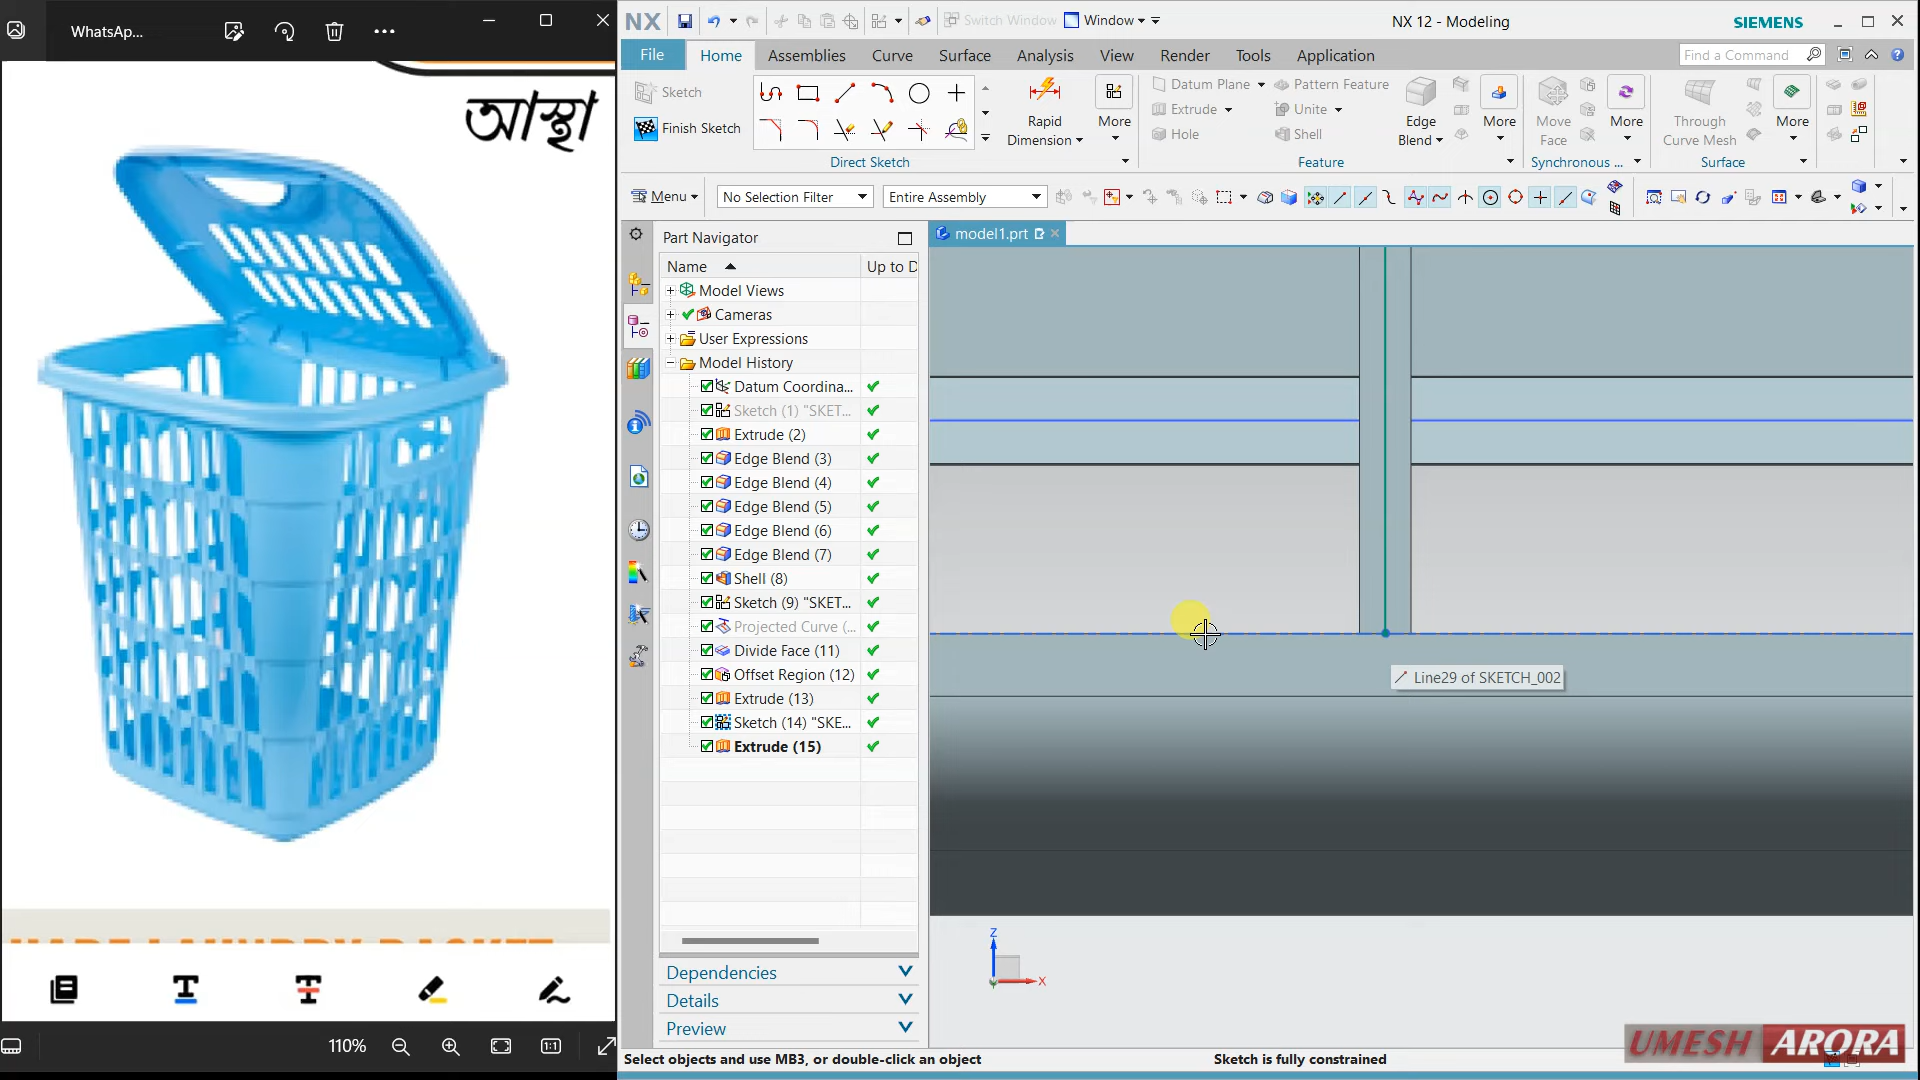 WhatsAp...
আস্থা
110%
NX
Switch Window
Window
NX 12 - Modeling
SIEMENS
File
Home
Assemblies
Curve
Surface
Analysis
View
Render
Tools
Application
Find a Command
Sketch
Finish Sketch
Direct Sketch
Rapid Dimension
More
Datum Plane
Extrude
Hole
Pattern Feature
Unite
Shell
Feature
Edge Blend
More
Move Face
More
Synchronous ...
Through Curve Mesh
More
Surface
Menu
No Selection Filter
Entire Assembly
Part Navigator
model1.prt
Name
Up to D
Model Views
Cameras
User Expressions
Model History
Datum Coordina...
Sketch (1) "SKET...
Extrude (2)
Edge Blend (3)
Edge Blend (4)
Edge Blend (5)
Edge Blend (6)
Edge Blend (7)
Shell (8)
Sketch (9) "SKET...
Projected Curve (...
Divide Face (11)
Offset Region (12)
Extrude (13)
Sketch (14) "SKE...
Extrude (15)
Dependencies
Details
Preview
Line29 of SKETCH_002
Z
X
Select objects and use MB3, or double-click an object
Sketch is fully constrained
UMESH ARORA